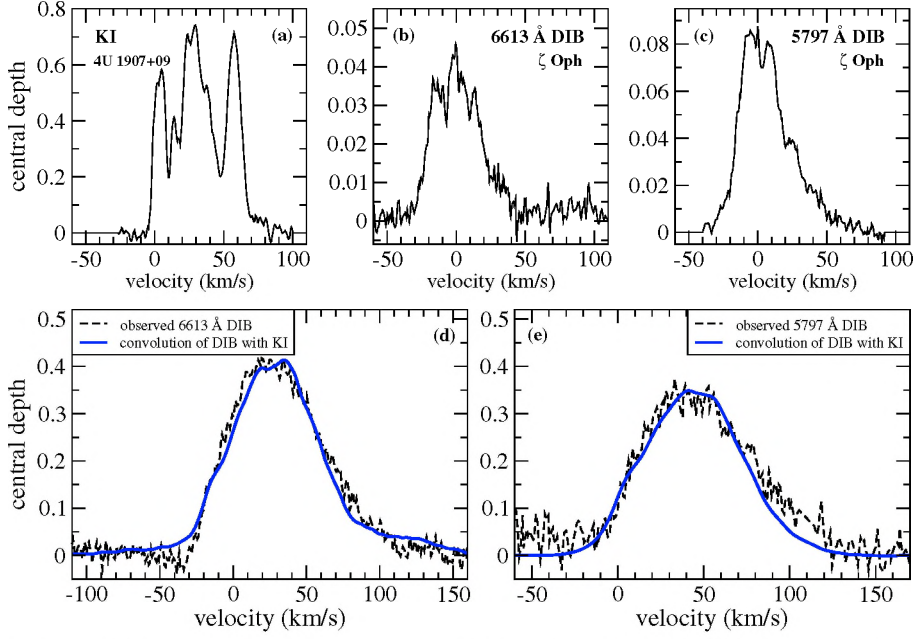 KI
(a)
4U 1907+09
0.8
0.6
0.4
0.2
0
-50 0 50 100
velocity (km/s)
central depth
(b)
6613 Å DIB
ζ Oph
0.05
0.04
0.03
0.02
0.01
0
-50 0 50 100
velocity (km/s)
(c)
5797 Å DIB
ζ Oph
0.08
0.06
0.04
0.02
0
-50 0 50 100
velocity (km/s)
observed 6613 Å DIB
convolution of DIB with KI
(d)
0.5
0.4
0.3
0.2
0.1
0
-100 -50 0 50 100 150
velocity (km/s)
central depth
observed 5797 Å DIB
convolution of DIB with KI
(e)
0.5
0.4
0.3
0.2
0.1
0
-50 0 50 100 150
velocity (km/s)